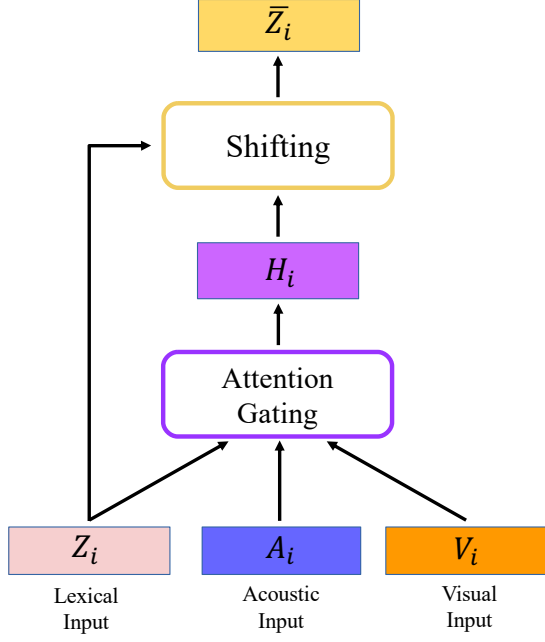 Z̄ᵢ
Shifting
Hᵢ
Attention
Gating
Zᵢ
Aᵢ
Vᵢ
Lexical
Input
Acoustic
Input
Visual
Input